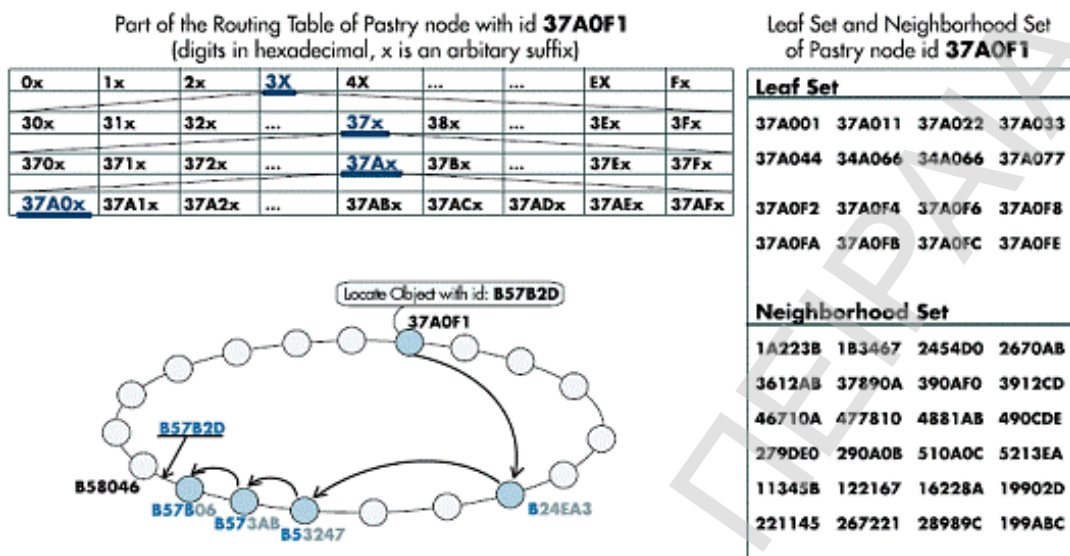 Part of the Routing Table of Pastry node with id 37A0F1
(digits in hexadecimal, x is an arbitary suffix)
0x 1x 2x 3X 4X ... ... EX Fx
30x 31x 32x ... 37x 38x ... 3Ex 3Fx
370x 371x 372x ... 37Ax 37Bx ... 37Ex 37Fx
37A0x 37A1x 37A2x ... 37ABx 37ACx 37ADx 37AEx 37AFx
Locate Object with id: B57B2D
37A0F1
B57B2D
B58046
B57B06
B573AB
B53247
B24EA3
Leaf Set and Neighborhood Set
of Pastry node id 37A0F1
Leaf Set
37A001 37A011 37A022 37A033
37A044 34A066 34A066 37A077
37A0F2 37A0F4 37A0F6 37A0F8
37A0FA 37A0FB 37A0FC 37A0FE
Neighborhood Set
1A223B 1B3467 2454D0 2670AB
3612AB 37890A 390AF0 3912CD
46710A 477810 4881AB 490CDE
279DE0 290A0B 510A0C 5213EA
11345B 122167 16228A 19902D
221145 267221 28989C 199ABC
ΠΕΙΡΑΙΑ